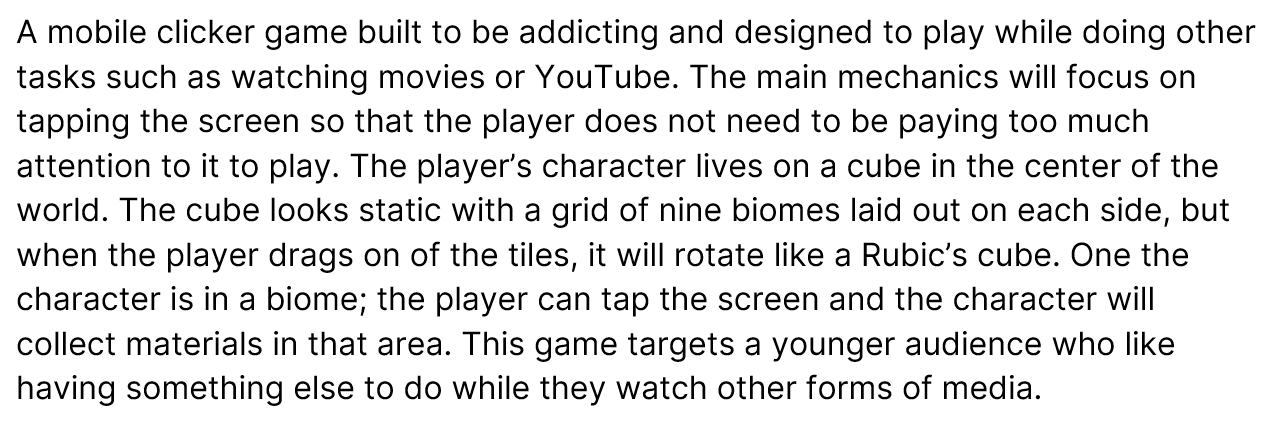 A mobile clicker game built to be addicting and designed to play while doing other
tasks such as watching movies or YouTube. The main mechanics will focus on
tapping the screen so that the player does not need to be paying too much
attention to it to play. The player’s character lives on a cube in the center of the
world. The cube looks static with a grid of nine biomes laid out on each side, but
when the player drags on of the tiles, it will rotate like a Rubic’s cube. One the
character is in a biome; the player can tap the screen and the character will
collect materials in that area. This game targets a younger audience who like
having something else to do while they watch other forms of media.